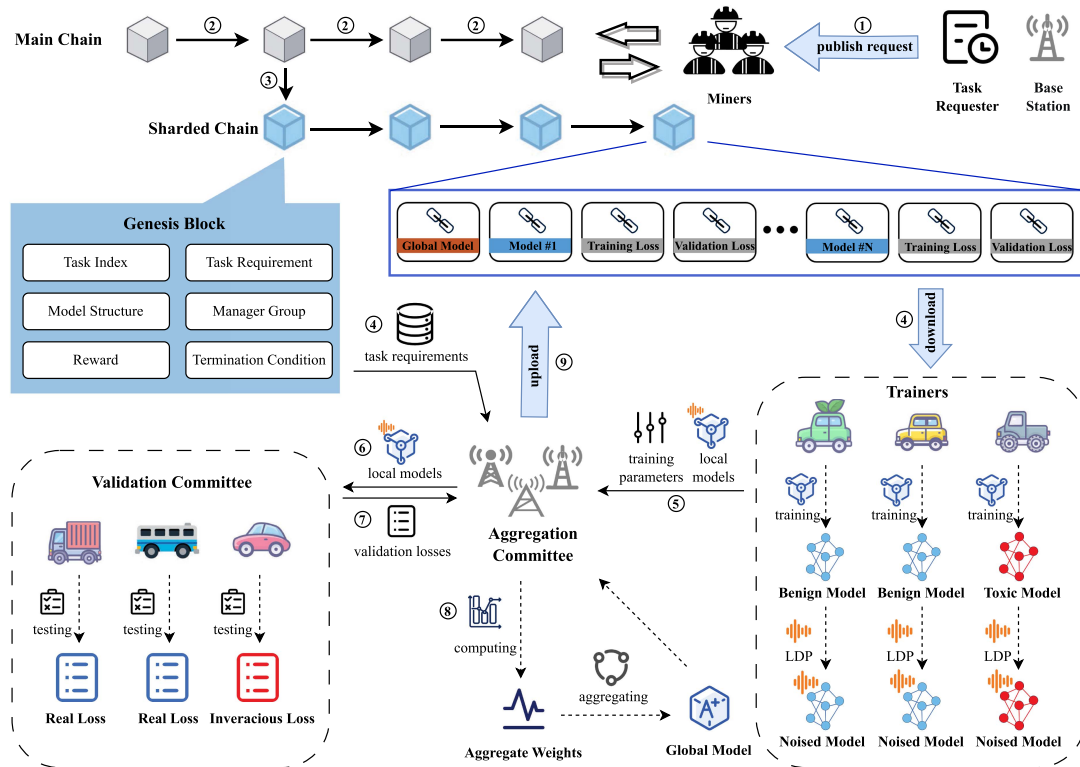 Main Chain
②
②
②
①
publish request
Miners
Task
Requester
Base
Station
③
Sharded Chain
Genesis Block
Task Index
Task Requirement
Model Structure
Manager Group
Reward
Termination Condition
Global Model
Model #1
Training Loss
Validation Loss
•••
Model #N
Training Loss
Validation Loss
④
task requirements
upload
⑨
④
download
Trainers
training
parameters
local
models
⑤
⑥
local models
⑦
validation losses
Aggregation
Committee
Validation Committee
testing
testing
testing
Real Loss
Real Loss
Inveracious Loss
⑧
computing
aggregating
Aggregate Weights
Global Model
training
training
training
Benign Model
Benign Model
Toxic Model
LDP
LDP
LDP
Noised Model
Noised Model
Noised Model
A+